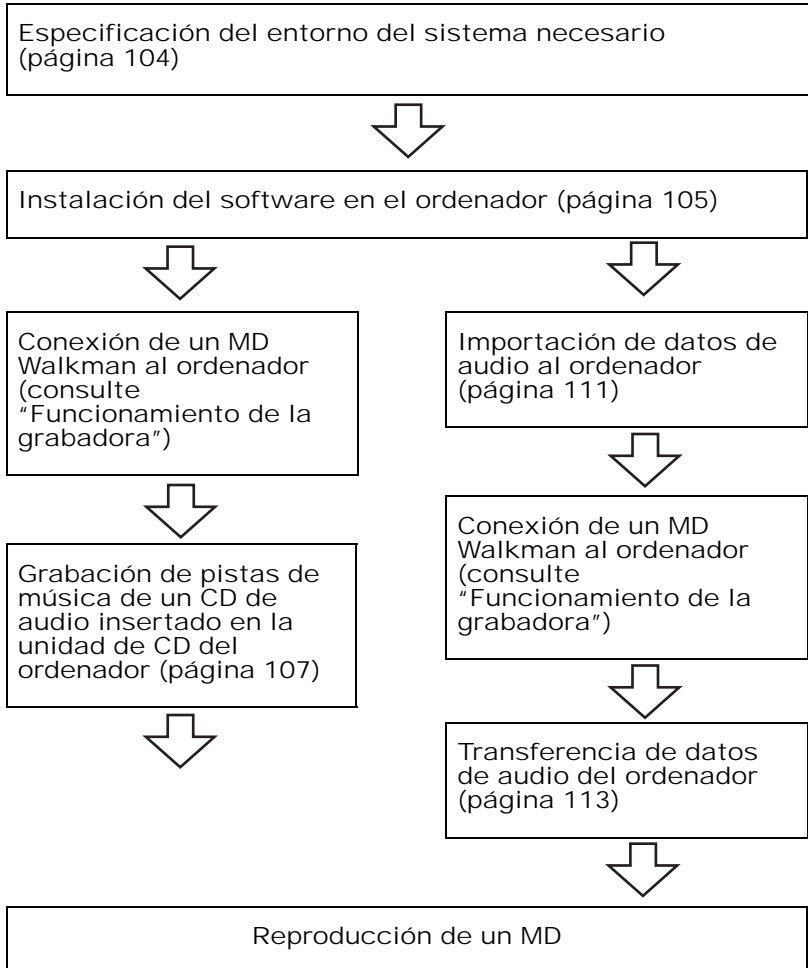 Especificación del entorno del sistema necesario
(página 104)
Instalación del software en el ordenador (página 105)
Conexión de un MD
Walkman al ordenador
(consulte
"Funcionamiento de la
grabadora")
Grabación de pistas de
música de un CD de
audio insertado en la
unidad de CD del
ordenador (página 107)
Importación de datos de
audio al ordenador
(página 111)
Conexión de un MD
Walkman al ordenador
(consulte
"Funcionamiento de la
grabadora")
Transferencia de datos
de audio del ordenador
(página 113)
Reproducción de un MD